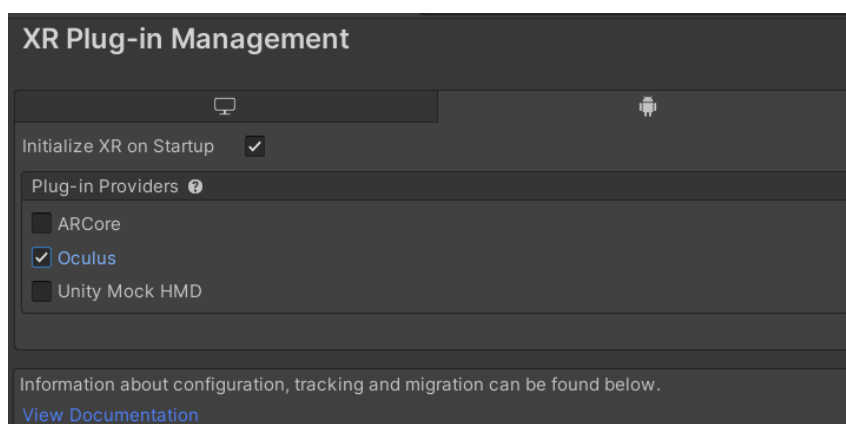 XR Plug-in Management
Initialize XR on Startup
Plug-in Providers ?
ARCore
Oculus
Unity Mock HMD
Information about configuration, tracking and migration can be found below.
View Documentation